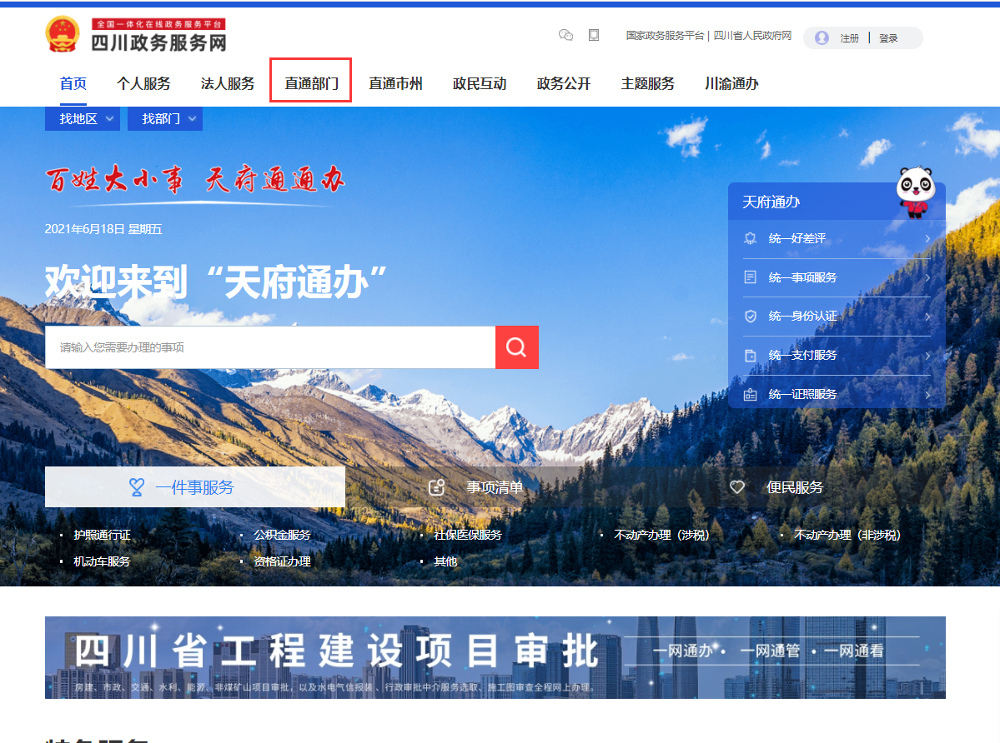 全国一体化在线政务服务平台
四川政务服务网
国家政务服务平台 | 四川省人民政府网
注册 | 登录
首页 个人服务 法人服务 直通部门 直通市州 政民互动 政务公开 主题服务 川渝通办
找地区 找部门
百姓大小事 天府通通办
2021年6月18日 星期五
欢迎来到“天府通办”
请输入您需要办理的事项
天府通办
统一好差评
统一事项服务
统一身份认证
统一支付服务
统一证照服务
一件事服务 事项清单 便民服务
· 护照通行证 · 公积金服务 · 社保医保服务 · 不动产办理（涉税） · 不动产办理（非涉税）
· 机动车服务 · 资格证办理 · 其他
四川省工程建设项目审批
一网通办 · 一网通管 · 一网通看
房建、市政、交通、水利、能源、非煤矿山项目审批，以及水电气信报装、行政审批中介服务选取、施工图审查全程网上办理。